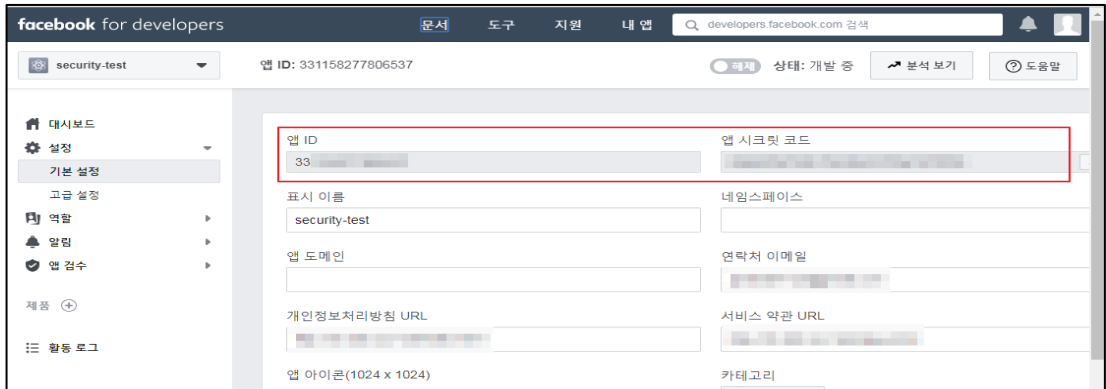 facebook for developers 문서 도구 지원 내 앱 developers.facebook.com 검색
security-test 앱 ID: 331158277806537 해제 상태: 개발 중 분석 보기 도움말
대시보드
설정
기본 설정
고급 설정
역할
알림
앱 검수
제품
활동 로그
앱 ID 앱 시크릿 코드
33
표시 이름 네임스페이스
security-test
앱 도메인 연락처 이메일
개인정보처리방침 URL 서비스 약관 URL
앱 아이콘(1024 x 1024) 카테고리